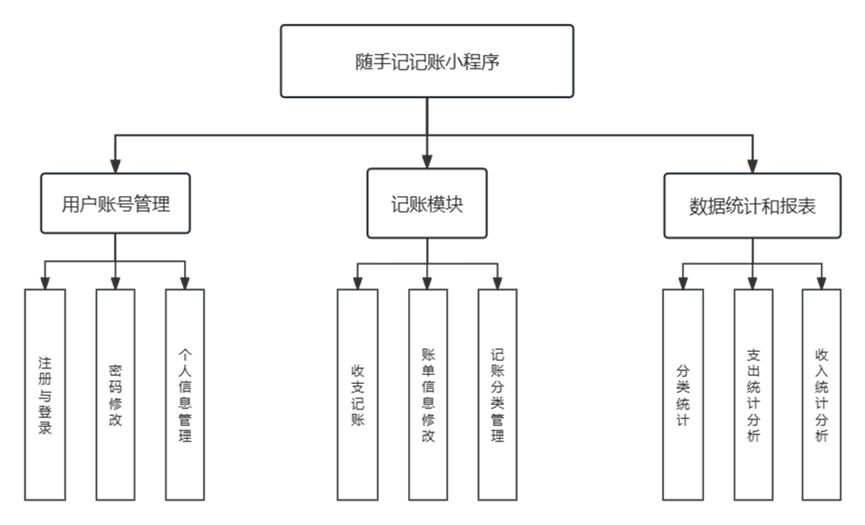 随手记记账小程序
用户账号管理
记账模块
数据统计和报表
注册与登录
密码修改
个人信息管理
收支记账
账单信息修改
记账分类管理
分类统计
支出统计分析
收入统计分析